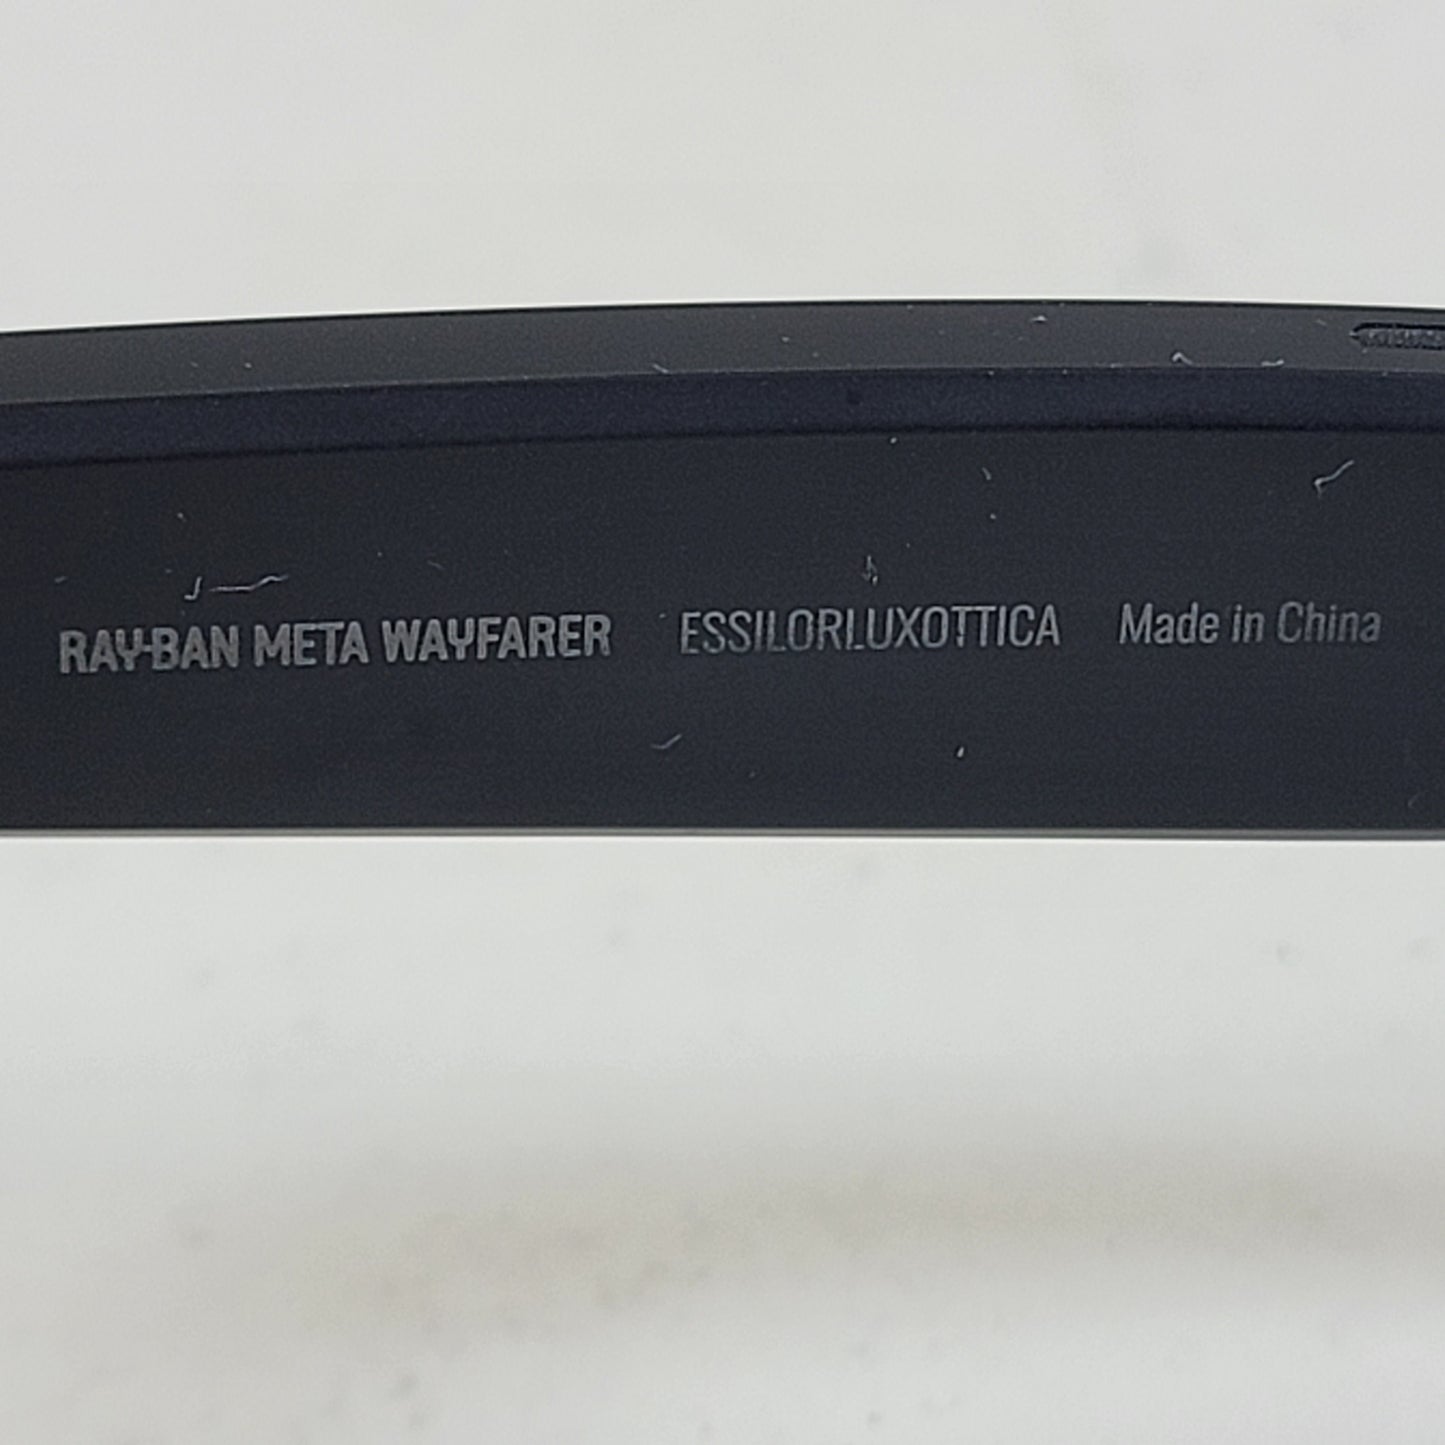 RAY-BAN META WAYFARER ESSILORLUXOTTICA Made in China